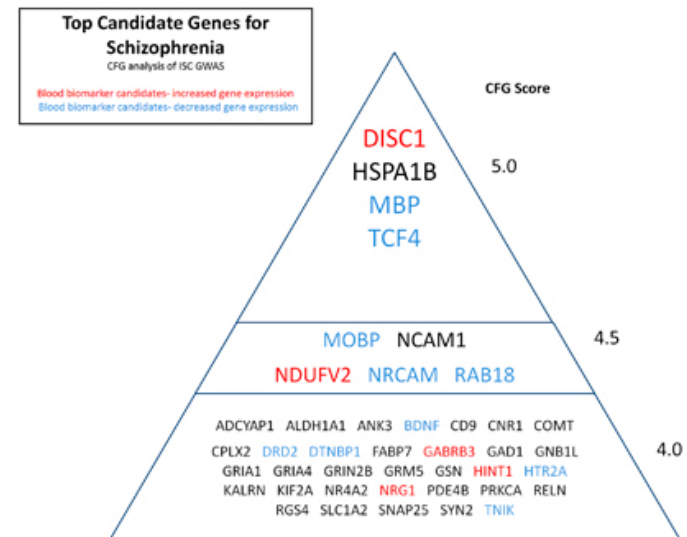 Top Candidate Genes for
Schizophrenia
CFG analysis of ISC GWAS
Blood biomarker candidates- increased gene expression
Blood biomarker candidates- decreased gene expression
CFG Score
DISC1
HSPA1B
MBP
TCF4
5.0
MOBP NCAM1
NDUFV2 NRCAM RAB18
4.5
ADCYAP1 ALDH1A1 ANK3 BDNF CD9 CNR1 COMT
CPLX2 DRD2 DTNBP1 FABP7 GABRB3 GAD1 GNB1L
GRIA1 GRIA4 GRIN2B GRM5 GSN HINT1 HTR2A
KALRN KIF2A NR4A2 NRG1 PDE4B PRKCA RELN
RGS4 SLC1A2 SNAP25 SYN2 TNIK
4.0